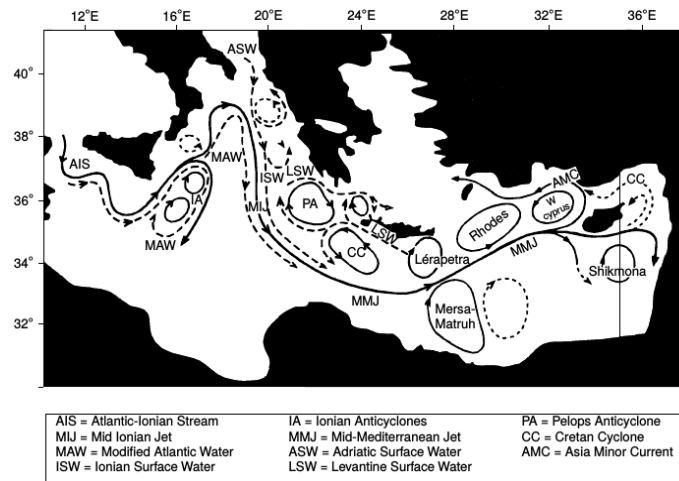 12° 16° 20° 24° 28° 32° 36°
ASW
40°
38°
AIS
MAW
LSW
ISW
AMC
CC
36°
IA
MIJ
PA
W cyprus
Rhodes
MAW
LSW
CC
Lérapetra
MMJ
34°
Shikmona
MMJ
Mersa-
Matruh
32°
AIS = Atlantic-Ionian Stream IA = Ionian Anticyclones PA = Pelops Anticyclone
MIJ = Mid Ionian Jet MMJ = Mid-Mediterranean Jet CC = Cretan Cyclone
MAW = Modified Atlantic Water ASW = Adriatic Surface Water AMC = Asia Minor Current
ISW = Ionian Surface Water LSW = Levantine Surface Water